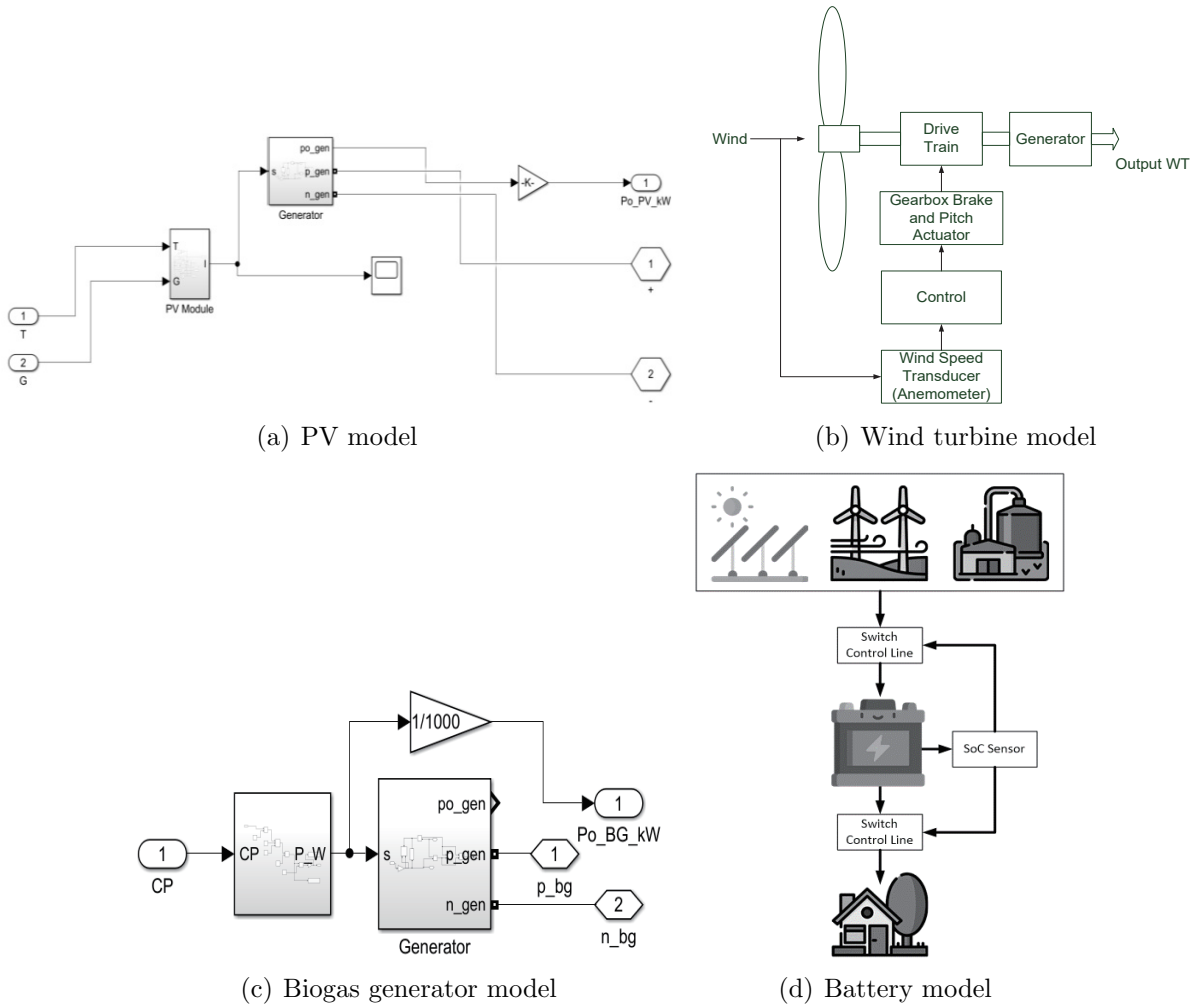 po_gen
s
p_gen
n_gen
Generator
-K-
1
Po_PV_kW
T
I
G
PV Module
1
+
1
T
2
G
2
-
(a) PV model
Wind
Drive
Train
Generator
Output WT
Gearbox Brake
and Pitch
Actuator
Control
Wind Speed
Transducer
(Anemometer)
(b) Wind turbine model
1/1000
1
CP
CP
P_W
s
po_gen
p_gen
n_gen
Generator
1
Po_BG_kW
1
p_bg
2
n_bg
(c) Biogas generator model
Switch
Control Line
SoC Sensor
Switch
Control Line
(d) Battery model